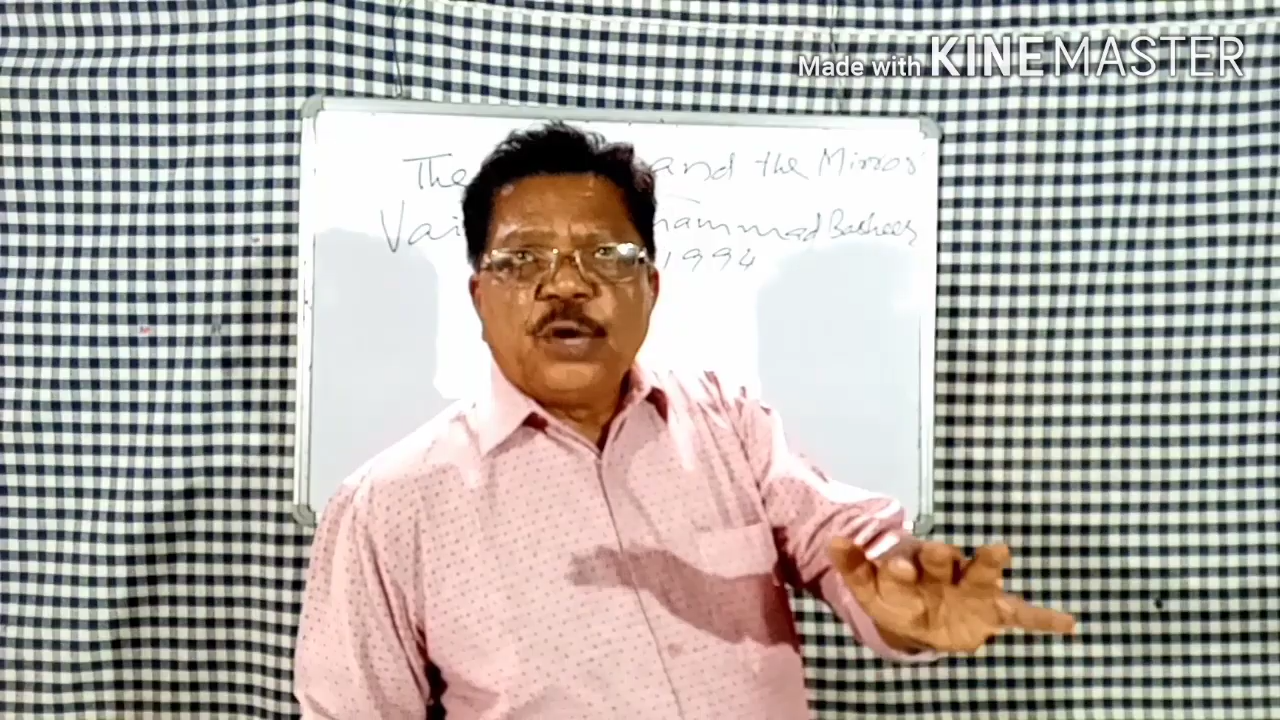 Made with KINEMASTER
The and the Mirror
Vai hammad Basheer
1994